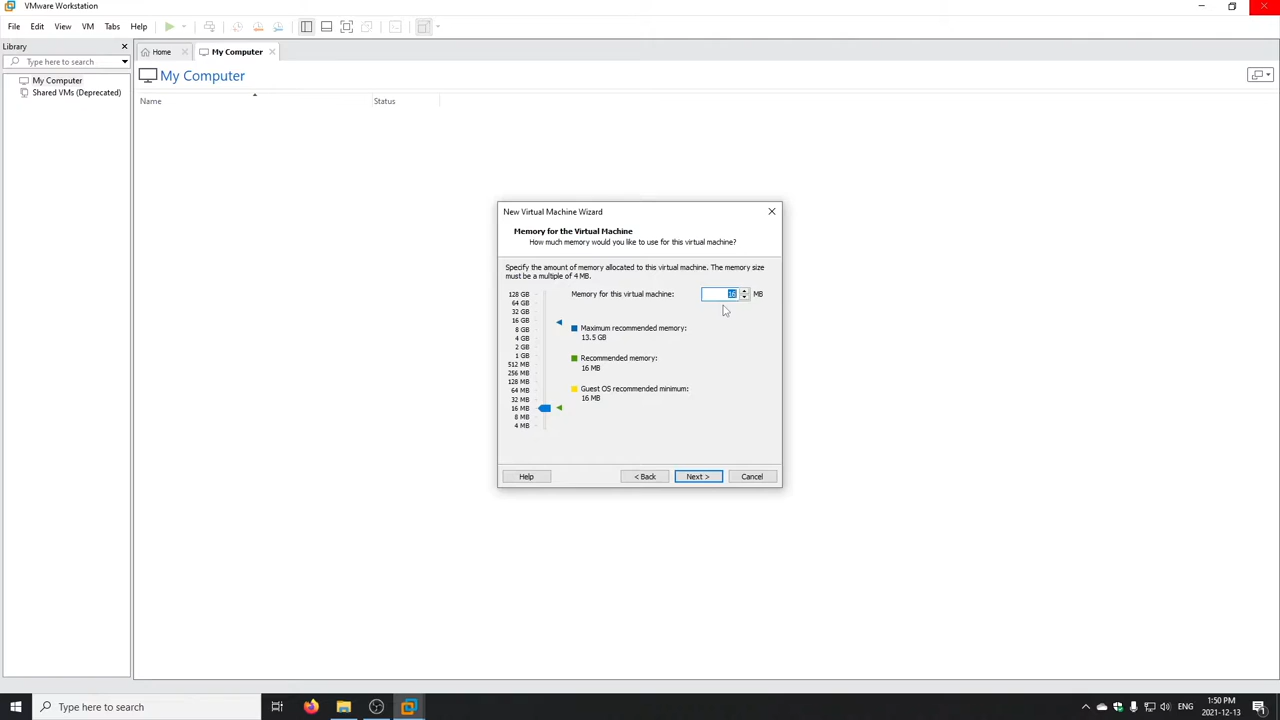 VMware Workstation
File Edit View VM Tabs Help
Library
Home
My Computer
Type here to search
My Computer
Shared VMs (Deprecated)
My Computer
Name
Status
New Virtual Machine Wizard
Memory for the Virtual Machine
How much memory would you like to use for this virtual machine?
Specify the amount of memory allocated to this virtual machine. The memory size
must be a multiple of 4 MB.
Memory for this virtual machine:
16
MB
128 GB
64 GB
32 GB
16 GB
8 GB
4 GB
2 GB
1 GB
512 MB
256 MB
128 MB
64 MB
32 MB
16 MB
8 MB
4 MB
Maximum recommended memory:
13.5 GB
Recommended memory:
16 MB
Guest OS recommended minimum:
16 MB
Help
< Back
Next >
Cancel
Type here to search
ENG
1:50 PM
2021-12-13
1